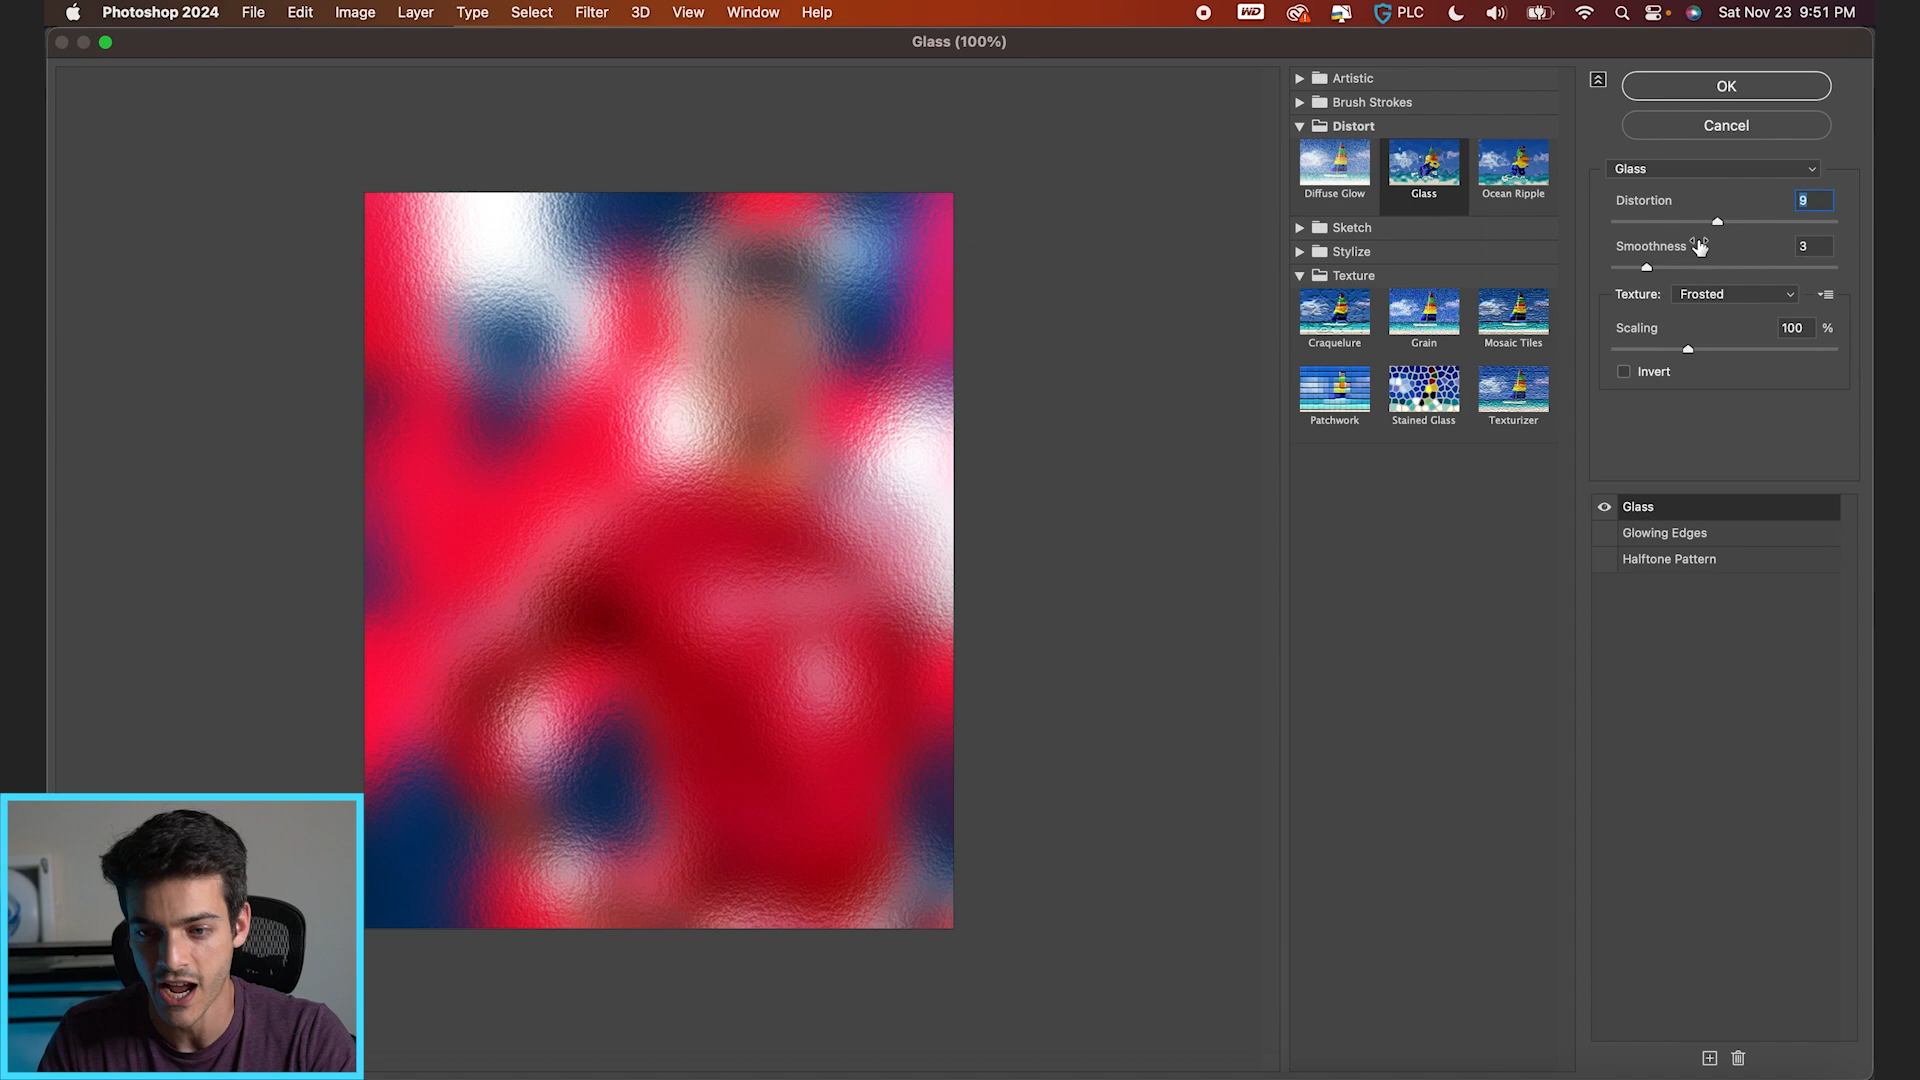 Photoshop 2024 File Edit Image Layer Type Select Filter 3D View Window Help WD PLC Sat Nov 23 9:51 PM
Glass (100%)
Artistic
Brush Strokes
Distort
Diffuse Glow Glass Ocean Ripple
Sketch
Stylize
Texture
Craquelure Grain Mosaic Tiles
Patchwork Stained Glass Texturizer
OK
Cancel
Glass
Distortion 9
Smoothness 3
Texture: Frosted
Scaling 100 %
Invert
Glass
Glowing Edges
Halftone Pattern